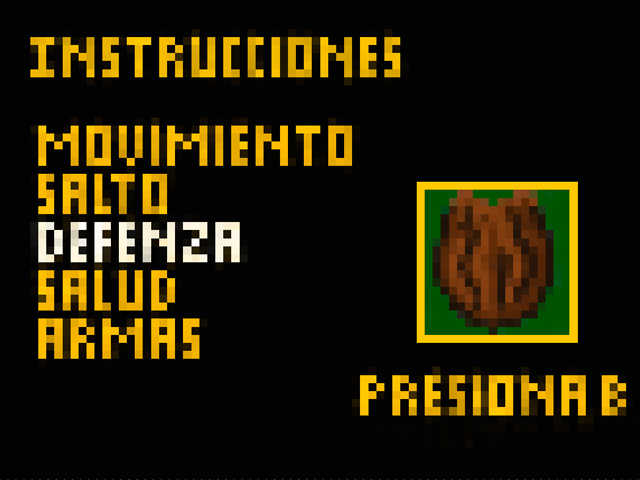 INSTRUCCIONES
MOVIMIENTO
SALTO
DEFENZA
SALUD
ARMAS
PRESIONA B